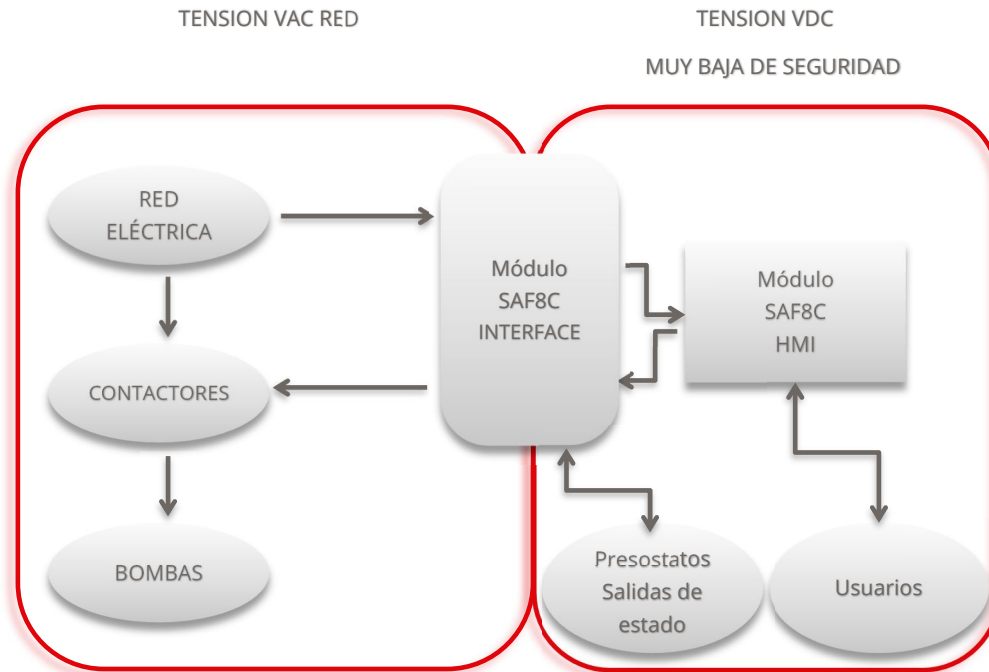 TENSION VAC RED
TENSION VDC
MUY BAJA DE SEGURIDAD
RED
ELÉCTRICA
CONTACTORES
BOMBAS
Módulo
SAF8C
INTERFACE
Módulo
SAF8C
HMI
Presostatos
Salidas de
estado
Usuarios